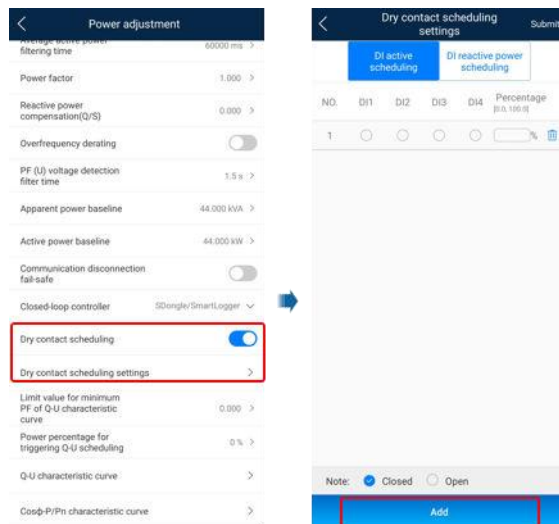 Power adjustment
Average active power
filtering time
60000 ms
Power factor
1.000
Reactive power
compensation(Q/S)
0.000
Overfrequency derating
PF (U) voltage detection
filter time
1.5 s
Apparent power baseline
44.000 kVA
Active power baseline
44.000 kW
Communication disconnection
fail-safe
Closed-loop controller
SDongle/SmartLogger
Dry contact scheduling
Dry contact scheduling settings
Limit value for minimum
PF of Q-U characteristic
curve
0.000
Power percentage for
triggering Q-U scheduling
0 %
Q-U characteristic curve
Cosф-P/Pn characteristic curve
Dry contact scheduling
settings
Submit
DI active
scheduling
DI reactive power
scheduling
NO. DI1 DI2 DI3 DI4 Percentage
[0.0, 100.0]
1 %
Note: Closed Open
Add